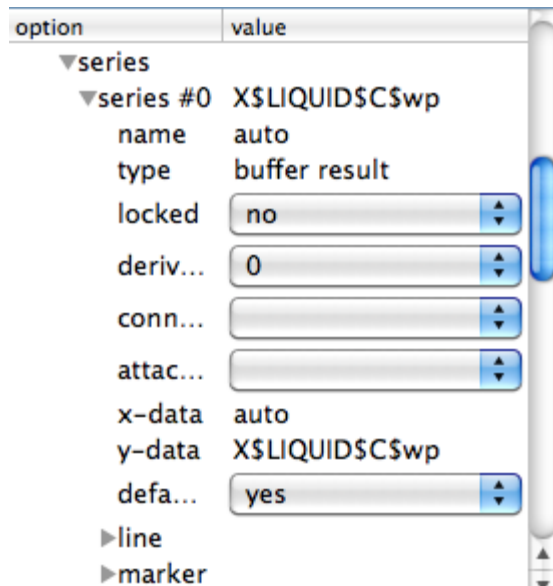 option value
series
series #0 X$LIQUID$C$wp
name auto
type buffer result
locked no
deriv... 0
conn...
attac...
x-data auto
y-data X$LIQUID$C$wp
defa... yes
line
marker